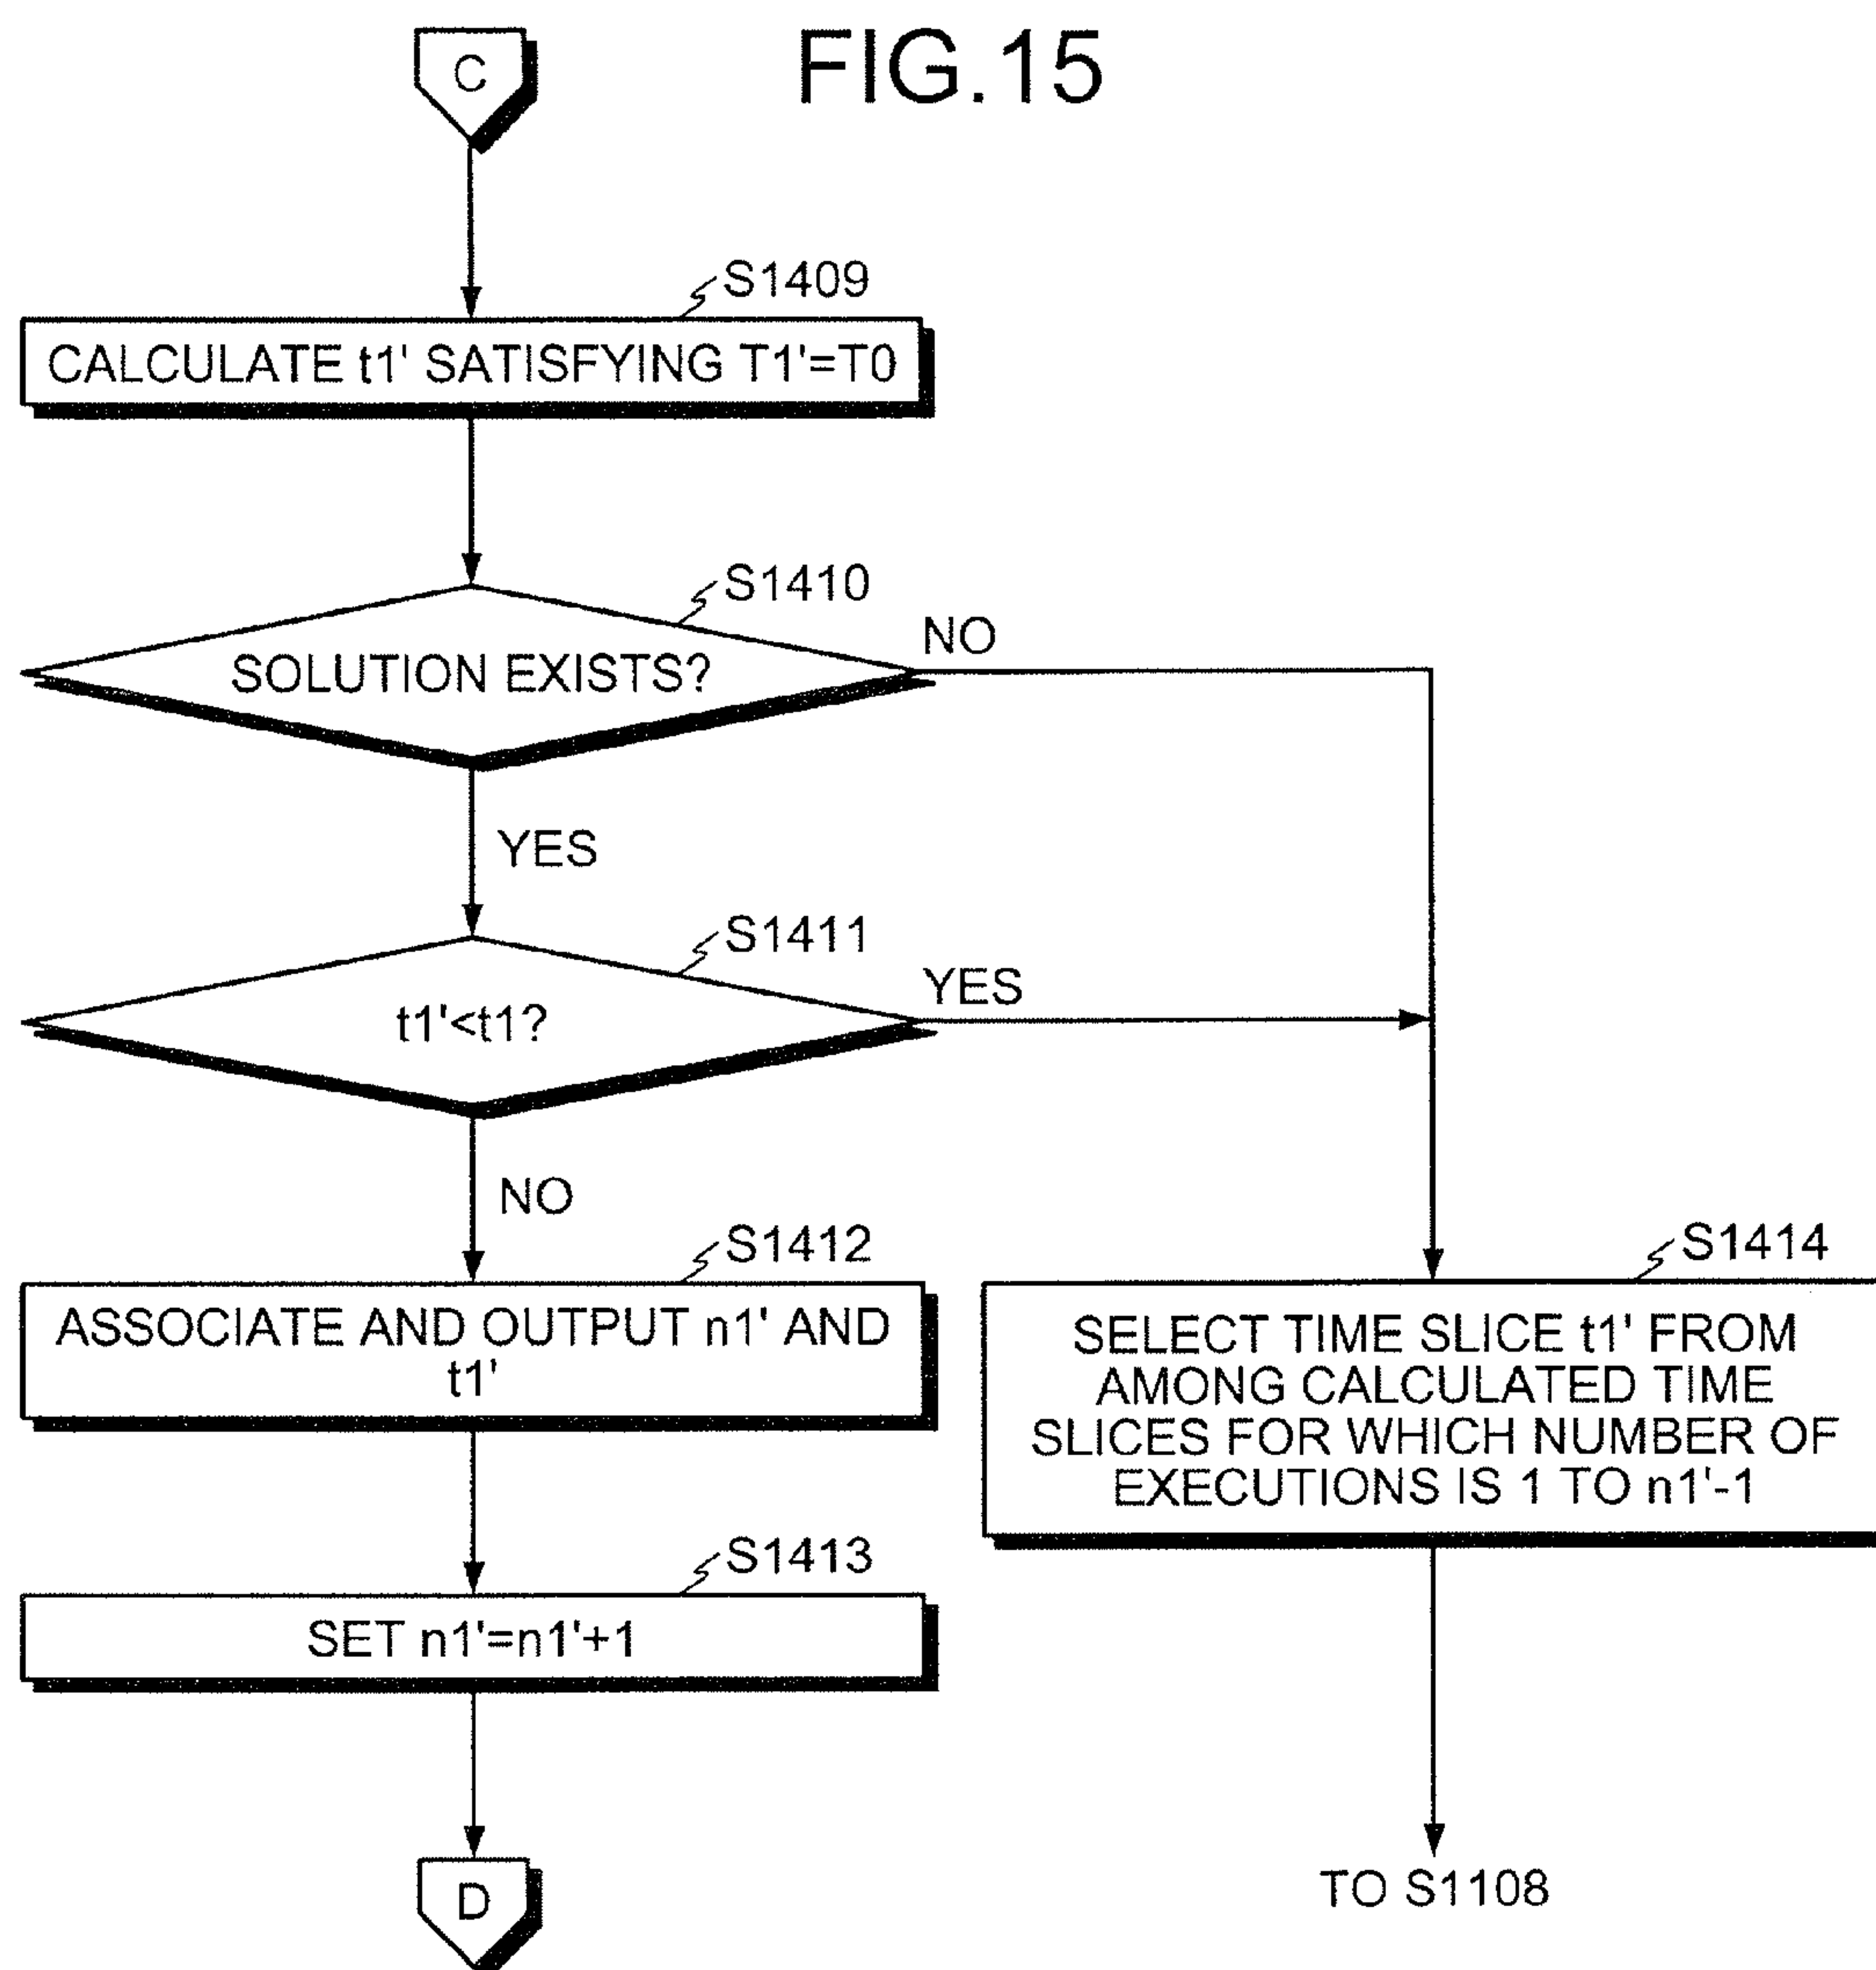 FIG.15
C
S1409
CALCULATE t1' SATISFYING T1'=T0
S1410
SOLUTION EXISTS?
NO
YES
S1411
t1'<t1?
YES
NO
S1412
ASSOCIATE AND OUTPUT n1' AND
t1'
S1413
SET n1'=n1'+1
D
S1414
SELECT TIME SLICE t1' FROM
AMONG CALCULATED TIME
SLICES FOR WHICH NUMBER OF
EXECUTIONS IS 1 TO n1'-1
TO S1108